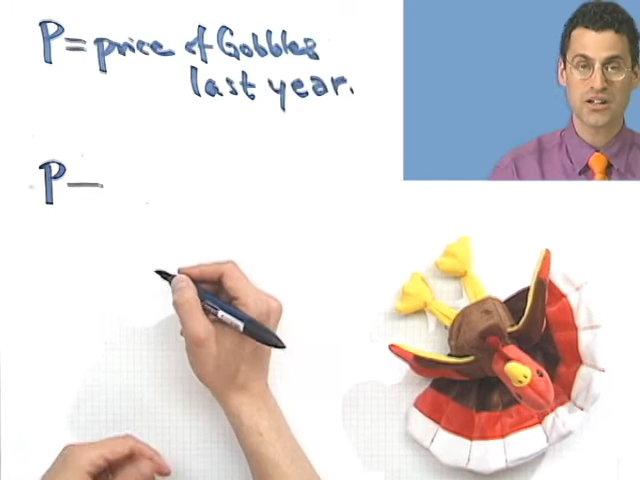 P = price of Gobbles
last year.
P —